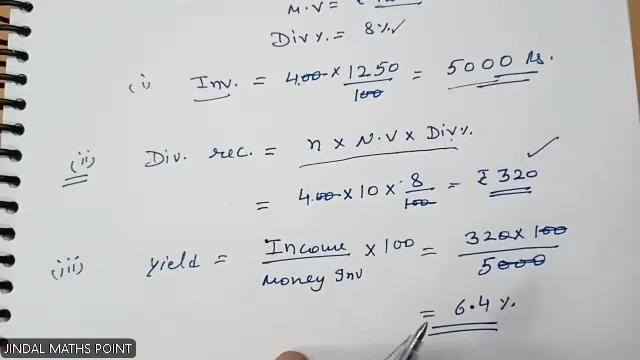 M.V = ₹
Div % = 8% ✓
(i) Inv. = 400 × 1250/100 = 5000 Rs.
(ii) Div. rec. = n × N.V × Div %
= 400 × 10 × 8/100 = ₹ 320 ✓
(iii) Yield = Income/Money Inv × 100 = 320 × 100/5000
= 6.4 %
JINDAL MATHS POINT